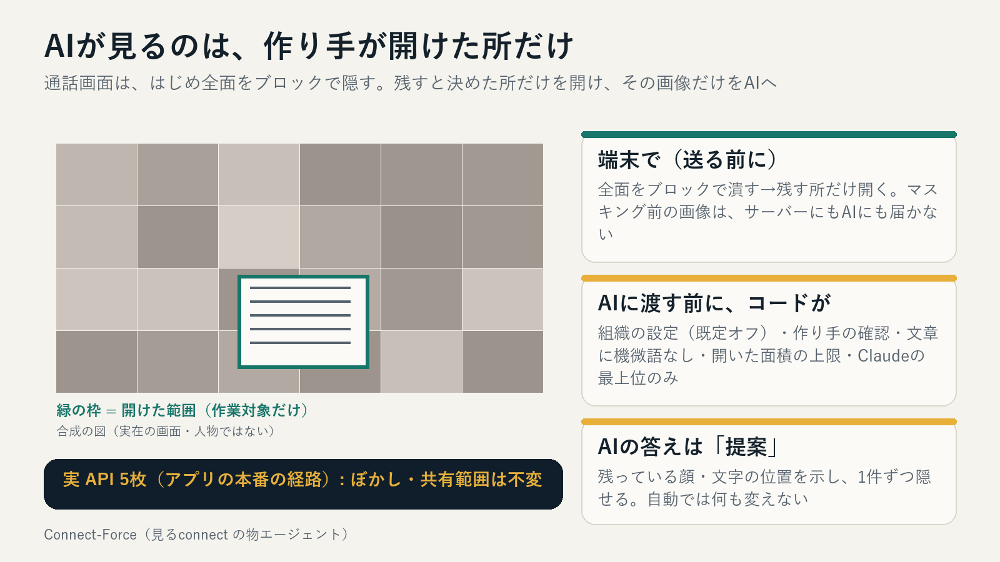 AIが見るのは、作り手が開けた所だけ
通話画面は、はじめ全面をブロックで隠す。残すと決めた所だけを開け、その画像だけをAIへ
緑の枠 = 開けた範囲（作業対象だけ）
合成の図（実在の画面・人物ではない）
実 API 5枚（アプリの本番の経路）: ぼかし・共有範囲は不変
Connect-Force（見るconnect の物エージェント）
端末で（送る前に）
全面をブロックで潰す→残す所だけ開く。マス
キング前の画像は、サーバーにもAIにも届かな
い
AIに渡す前に、コードが
組織の設定（既定オフ）・作り手の確認・文章
に機微語なし・開いた面積の上限・Claudeの
最上位のみ
AIの答えは「提案」
残っている顔・文字の位置を示し、1件ずつ隠
せる。自動では何も変えない